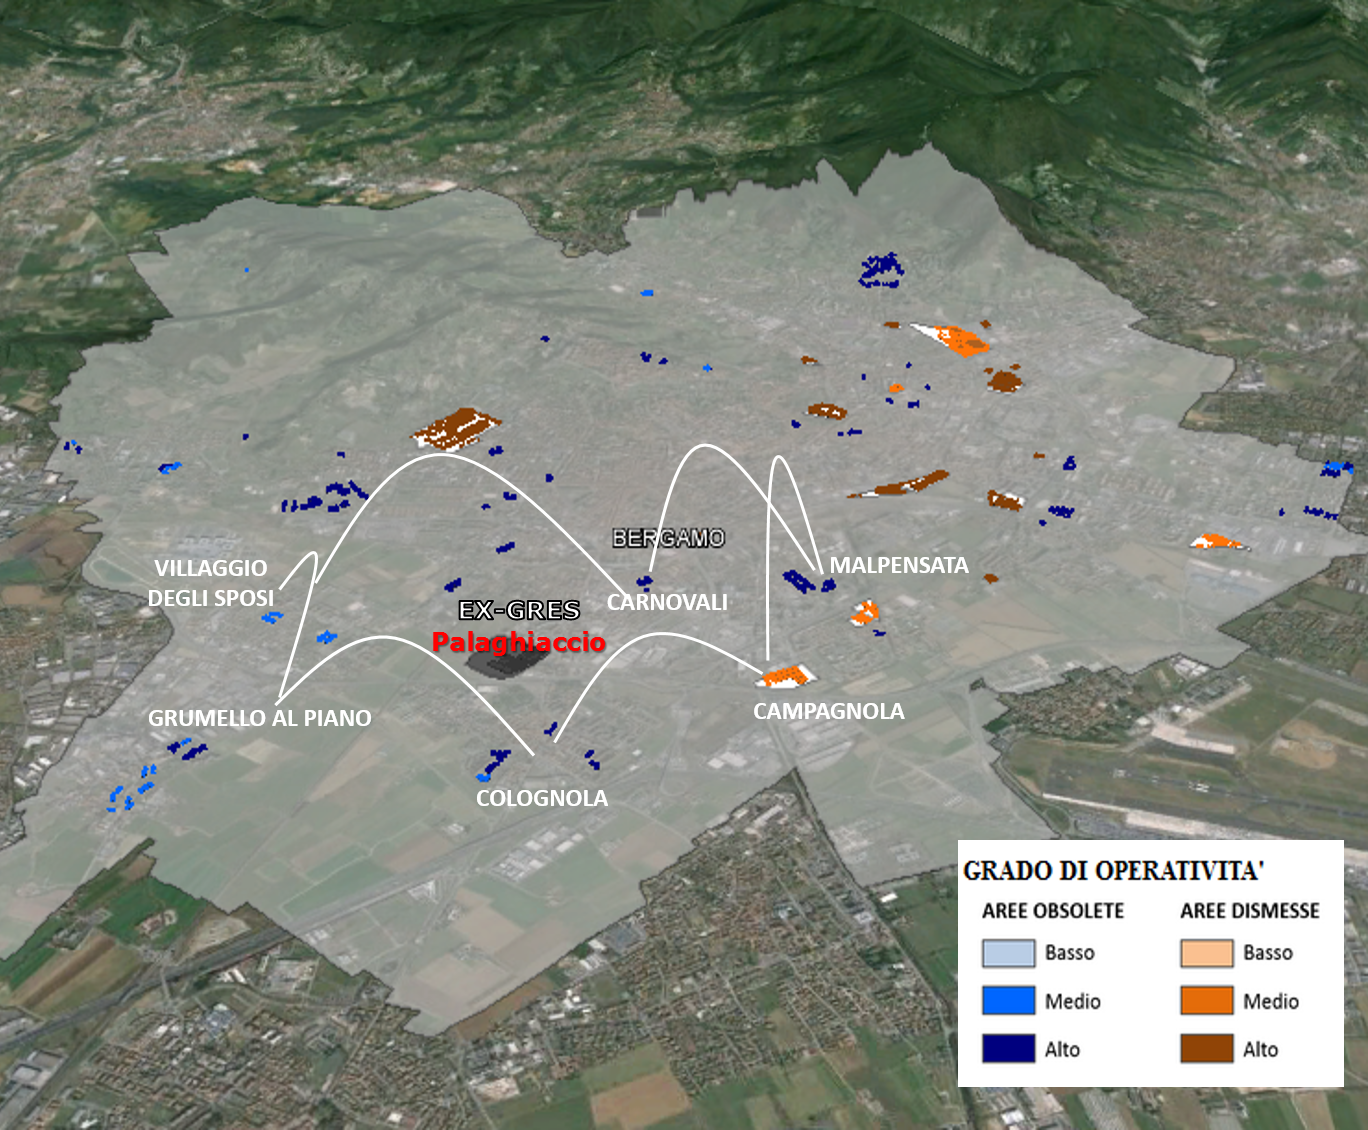 BERGAMO
VILLAGGIO
DEGLI SPOSI
MALPENSATA
EX-GRES
CARNOVALI
Palaghiaccio
GRUMELLO AL PIANO
CAMPAGNOLA
COLOGNOLA
GRADO DI OPERATIVITA'
AREE OBSOLETE
AREE DISMESSE
Basso
Basso
Medio
Medio
Alto
Alto